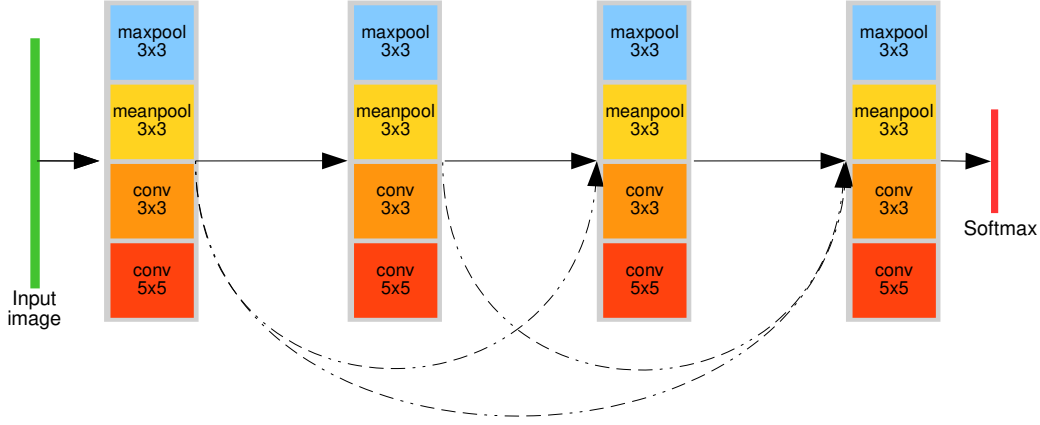 Input
image
maxpool
3x3
meanpool
3x3
conv
3x3
conv
5x5
maxpool
3x3
meanpool
3x3
conv
3x3
conv
5x5
maxpool
3x3
meanpool
3x3
conv
3x3
conv
5x5
maxpool
3x3
meanpool
3x3
conv
3x3
conv
5x5
Softmax